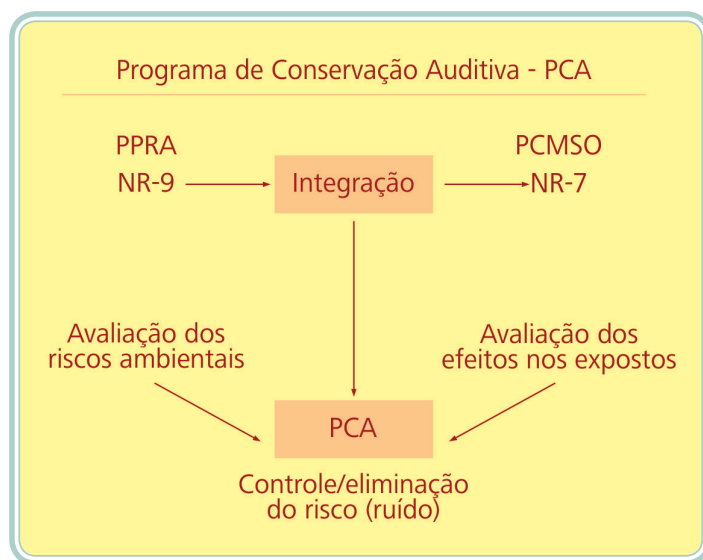 Programa de Conservação Auditiva - PCA
PPRA
NR-9
Integração
PCMSO
NR-7
Avaliação dos
riscos ambientais
Avaliação dos
efeitos nos expostos
PCA
Controle/eliminação
do risco (ruído)